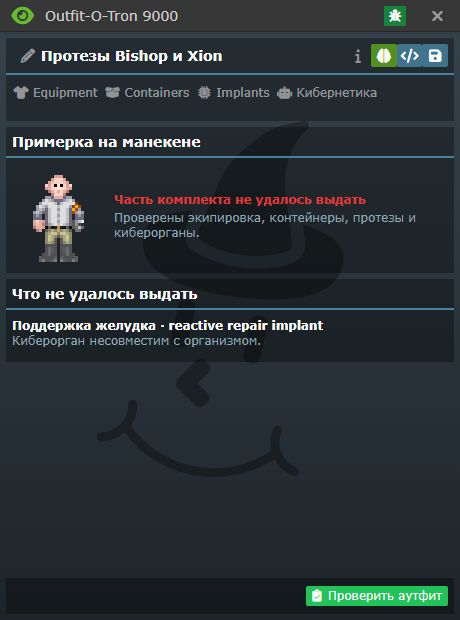 Outfit-O-Tron 9000
Протезы Bishop и Xion
Equipment Containers Implants Кибернетика
Примерка на манекене
Часть комплекта не удалось выдать
Проверены экипировка, контейнеры, протезы и
киберорганы.
Что не удалось выдать
Поддержка желудка · reactive repair implant
Киберорган несовместим с организмом.
Проверить аутфит